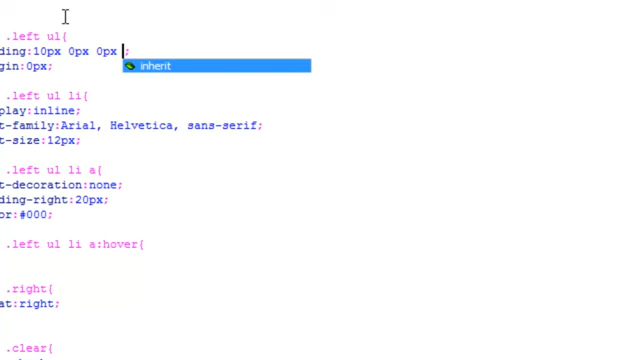 .left ul{
ding:10px 0px 0px ;
inherit
gin:0px;
.left ul li{
play:inline;
t-family:Arial, Helvetica, sans-serif;
t-size:12px;
.left ul li a{
t-decoration:none;
ding-right:20px;
or:#000;
.left ul li a:hover{
.right{
at:right;
.clear{